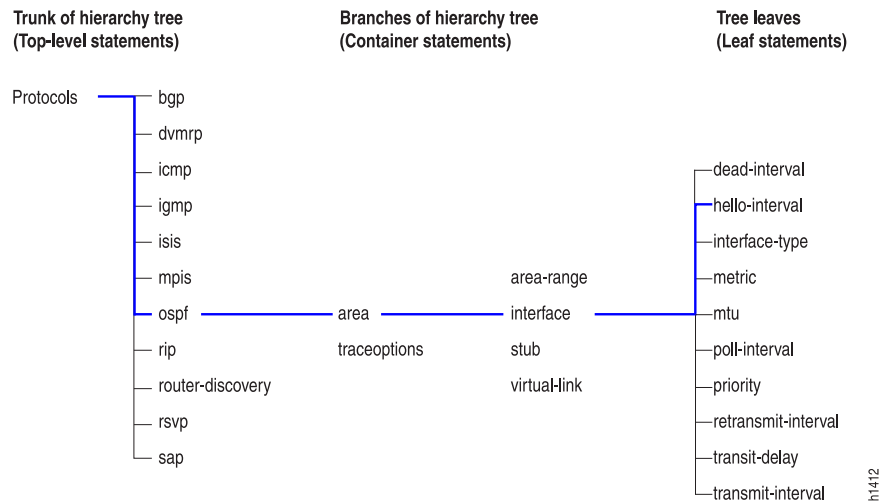 Trunk of hierarchy tree
(Top-level statements)
Branches of hierarchy tree
(Container statements)
Tree leaves
(Leaf statements)
Protocols
bgp
dvmrp
icmp
igmp
isis
mpis
ospf
rip
router-discovery
rsvp
sap
area
traceoptions
area-range
interface
stub
virtual-link
dead-interval
hello-interval
interface-type
metric
mtu
poll-interval
priority
retransmit-interval
transit-delay
transmit-interval
h1412